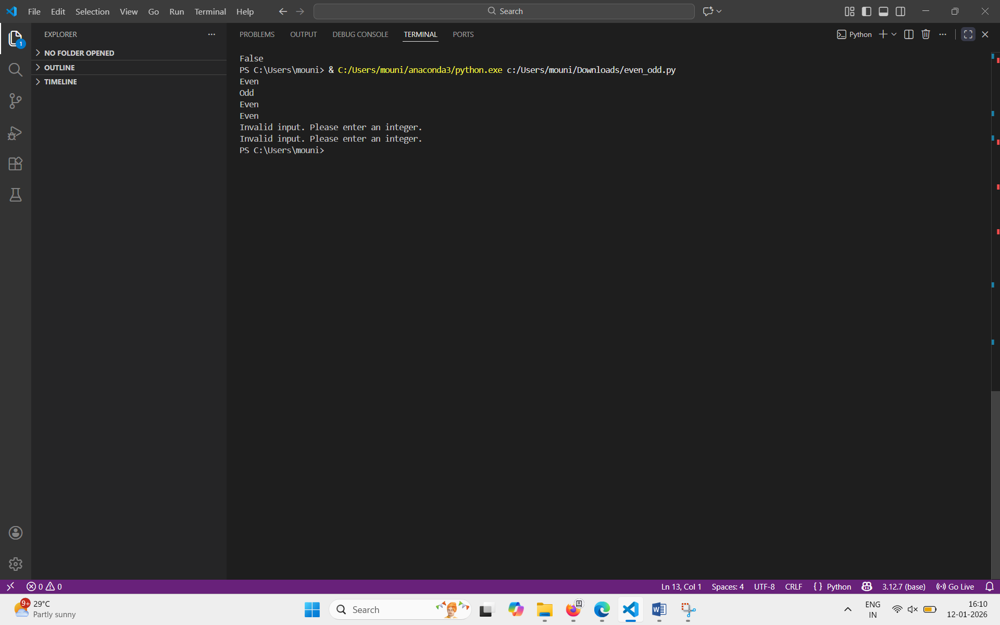 File Edit Selection View Go Run Terminal Help
Search
EXPLORER
NO FOLDER OPENED
OUTLINE
TIMELINE
1
PROBLEMS OUTPUT DEBUG CONSOLE TERMINAL PORTS
Python
False
PS C:\Users\mouni> & C:/Users/mouni/anaconda3/python.exe c:/Users/mouni/Downloads/even_odd.py
Even
Odd
Even
Even
Invalid input. Please enter an integer.
Invalid input. Please enter an integer.
PS C:\Users\mouni>
0 0
Ln 13, Col 1 Spaces: 4 UTF-8 CRLF { } Python 3.12.7 (base) Go Live
9+
29°C
Partly sunny
Search
ENG
IN
16:10
12-01-2026